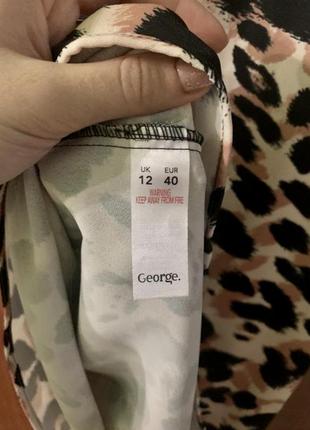 UK EUR
12 40
WARNING
KEEP AWAY FROM FIRE
George.